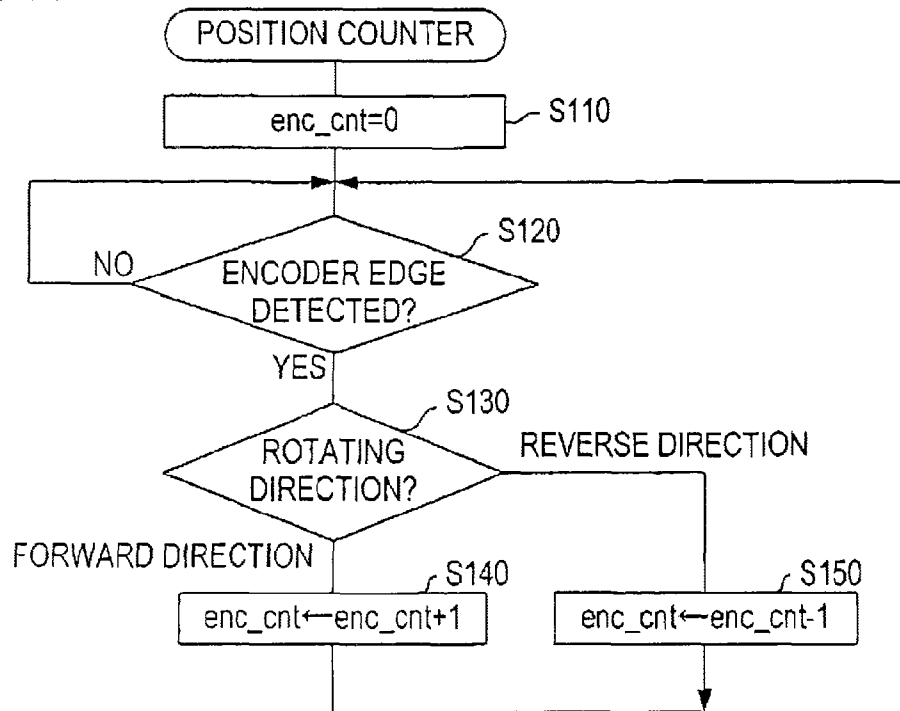 POSITION COUNTER
enc_cnt=0
S110
S120
NO
ENCODER EDGE
DETECTED?
YES
S130
ROTATING
DIRECTION?
REVERSE DIRECTION
FORWARD DIRECTION
S140
enc_cnt←enc_cnt+1
S150
enc_cnt←enc_cnt-1